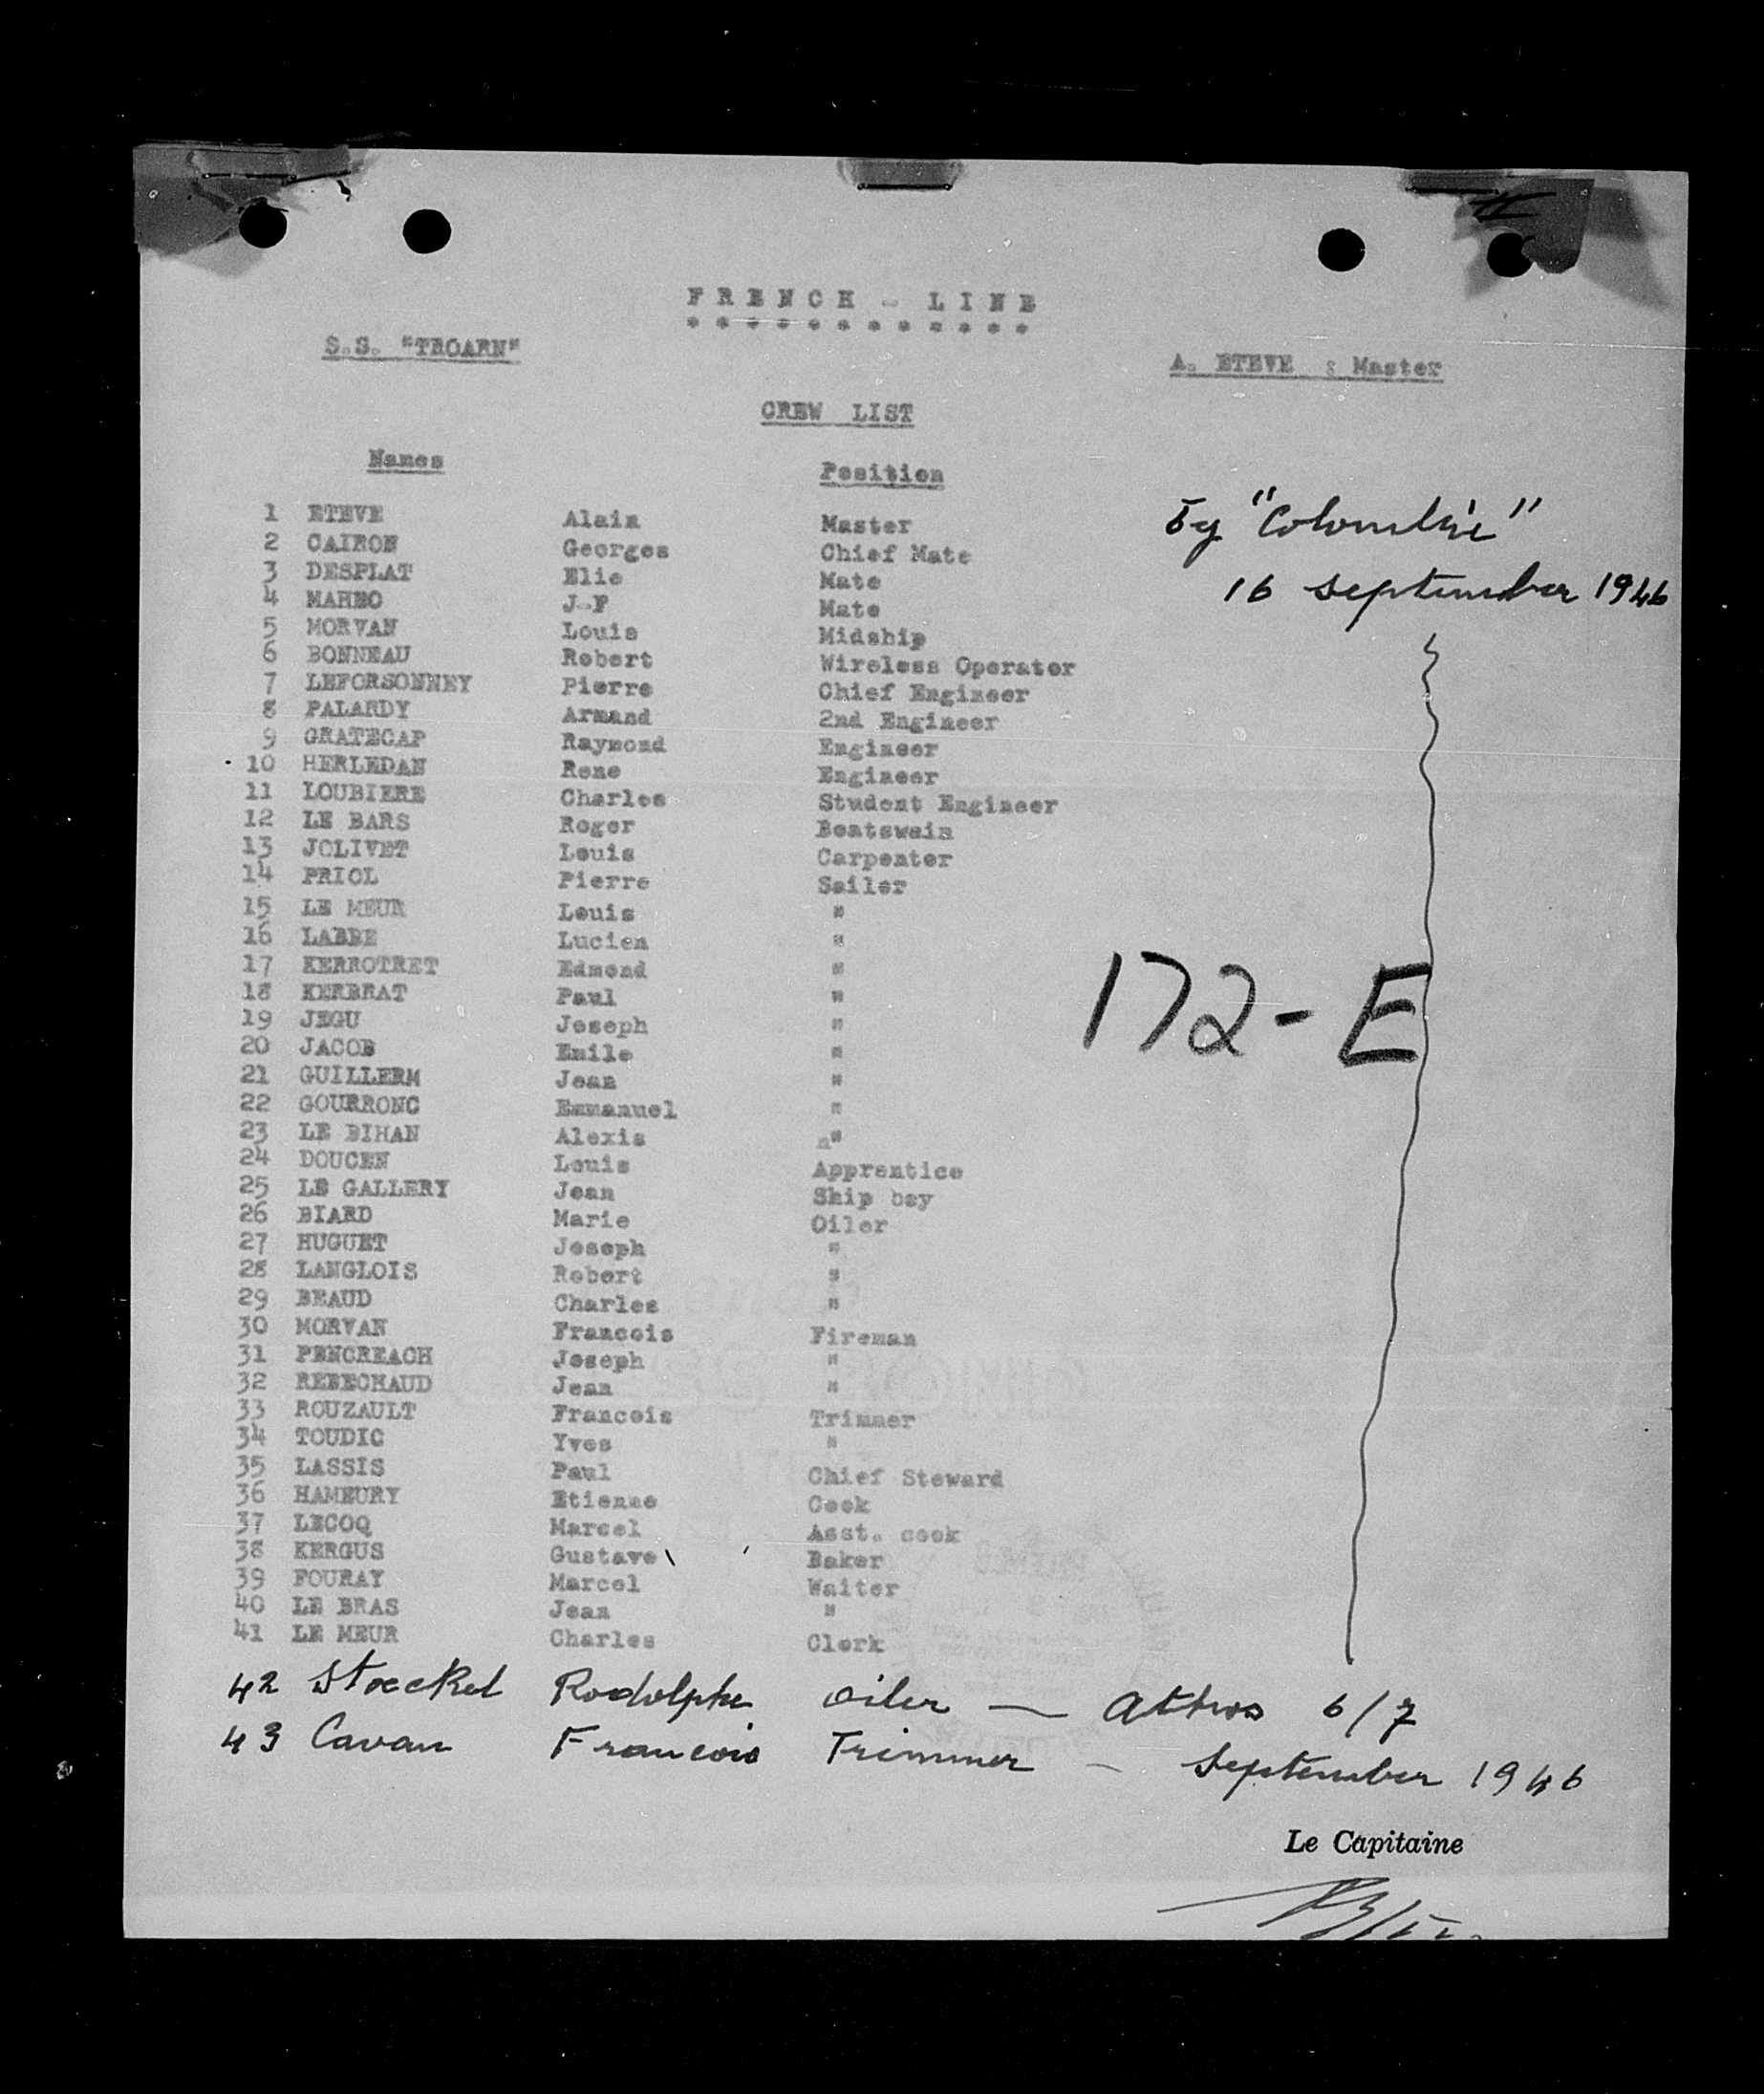 FRENCH - LINE
* * * * * * * * * * * *
S.S. "TROARN"
A. ETEVE : Master
CREW LIST
Names Position
1 ETEVE Alain Master
2 CAIRON Georges Chief Mate
3 DESPLAT Elie Mate
4 MAHEO J-F Mate
5 MORVAN Louis Midship
6 BONNEAU Robert Wireless Operator
7 LEFORSONNEY Pierre Chief Engineer
8 PALARDY Armand 2nd Engineer
9 GRATECAP Raymond Engineer
10 HERLEDAN Rene Engineer
11 LOUBIERE Charles Student Engineer
12 LE BARS Roger Boatswain
13 JOLIVET Louis Carpenter
14 PRIOL Pierre Sailor
15 LE MEUR Louis "
16 LABBE Lucien "
17 KERROTRET Edmond "
18 KERBRAT Paul "
19 JEGU Joseph "
20 JACOB Emile "
21 GUILLERM Jean "
22 GOURRONC Emmanuel "
23 LE BIHAN Alexis "
24 DOUCEN Louis Apprentice
25 LE GALLERY Jean Ship boy
26 BIARD Marie Oiler
27 HUGUET Joseph "
28 LANGLOIS Robert "
29 BEAUD Charles "
30 MORVAN Francois Fireman
31 PENCREACH Joseph "
32 REBECHAUD Jean "
33 ROUZAULT Francois Trimmer
34 TOUDIC Yves "
35 LASSIS Paul Chief Steward
36 HAMEURY Etienne Cook
37 LECOQ Marcel Asst. cook
38 KERGUS Gustave Baker
39 FOURAY Marcel Waiter
40 LE BRAS Jean "
41 LE MEUR Charles Clerk
by "Colombie"
16 September 1946
172-E
42 Stoeckel Rodolphe Oiler — Athos 6/7
43 Cavan Francois Trimmer — September 1946
Le Capitaine